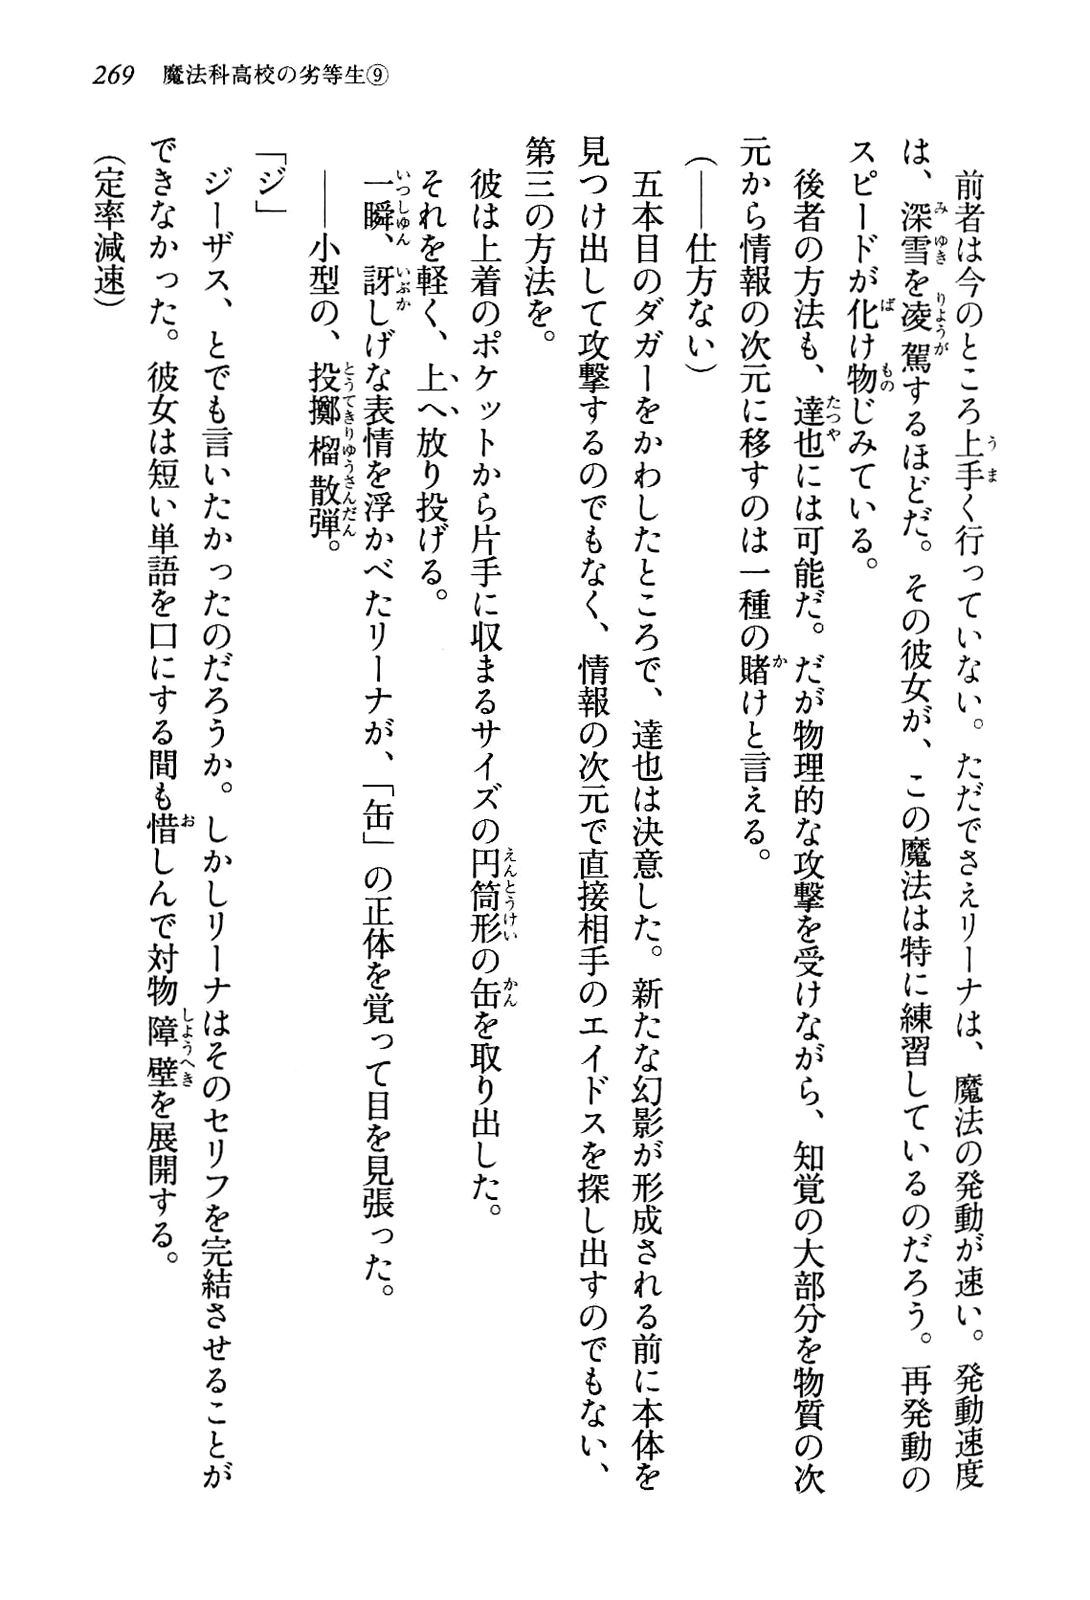 269　魔法科高校の劣等生⑨
前者は今のところ上手く行っていない。ただでさえリーナは、魔法の発動が速い。発動速度
は、深雪を凌駕するほどだ。その彼女が、この魔法は特に練習しているのだろう。再発動の
スピードが化け物じみている。
後者の方法も、達也には可能だ。だが物理的な攻撃を受けながら、知覚の大部分を物質の次
元から情報の次元に移すのは一種の賭けと言える。
（――仕方ない）
五本目のダガーをかわしたところで、達也は決意した。新たな幻影が形成される前に本体を
見つけ出して攻撃するのでもなく、情報の次元で直接相手のエイドスを探し出すのでもない、
第三の方法を。
彼は上着のポケットから片手に収まるサイズの円筒形の缶を取り出した。
それを軽く、上へ放り投げる。
一瞬、訝しげな表情を浮かべたリーナが、「缶」の正体を覚って目を見張った。
――小型の、投擲榴散弾。
「ジ」
ジーザス、とでも言いたかったのだろうか。しかしリーナはそのセリフを完結させることが
できなかった。彼女は短い単語を口にする間も惜しんで対物障壁を展開する。
（定率減速）